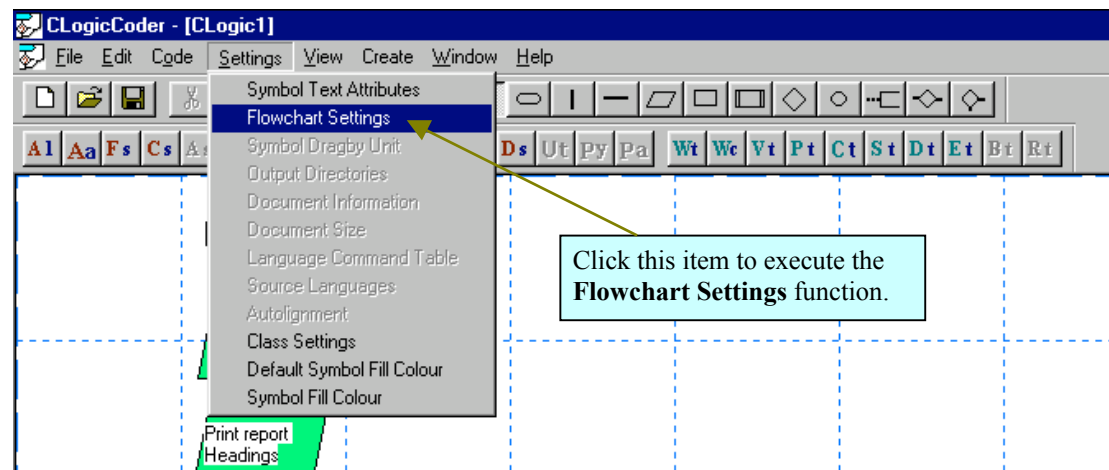 CLogicCoder - [CLogic1]
File Edit Code Settings View Create Window Help
Symbol Text Attributes
Flowchart Settings
Symbol Dragby Unit
Output Directories
Document Information
Document Size
Language Command Table
Source Languages
Autolignment
Class Settings
Default Symbol Fill Colour
Symbol Fill Colour
Al Aa Fs Cs Ds Ut Py Pa Wt Wc Vt Pt Ct St Dt Et Bt Rt
Click this item to execute the
Flowchart Settings function.
Print report
Headings